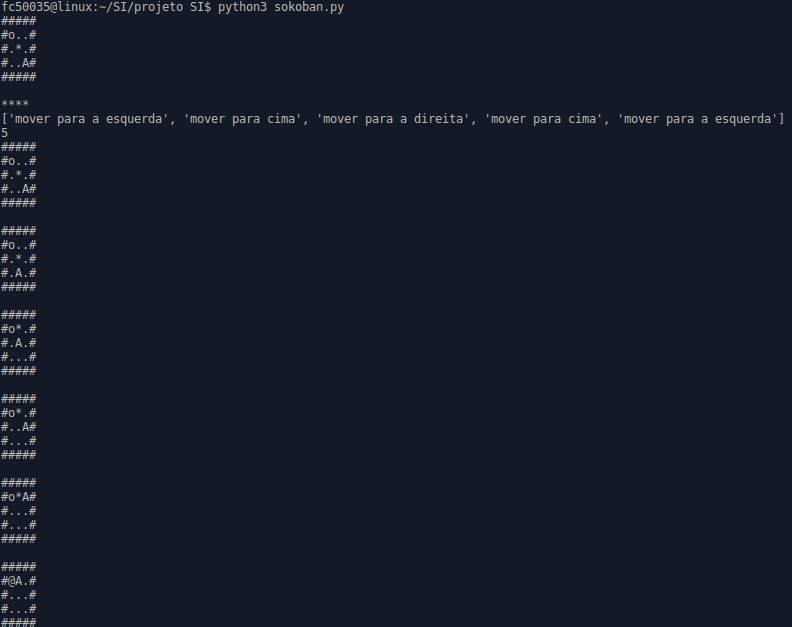 fc50035@linux:~/SI/projeto SI$ python3 sokoban.py
#####
#o..#
#.*.#
#..A#
#####

****
['mover para a esquerda', 'mover para cima', 'mover para a direita', 'mover para cima', 'mover para a esquerda']
5
#####
#o..#
#.*.#
#..A#
#####

#####
#o..#
#.*.#
#.A.#
#####

#####
#o*.#
#.A.#
#...#
#####

#####
#o*.#
#..A#
#...#
#####

#####
#o*A#
#...#
#...#
#####

#####
#@A.#
#...#
#...#
#####